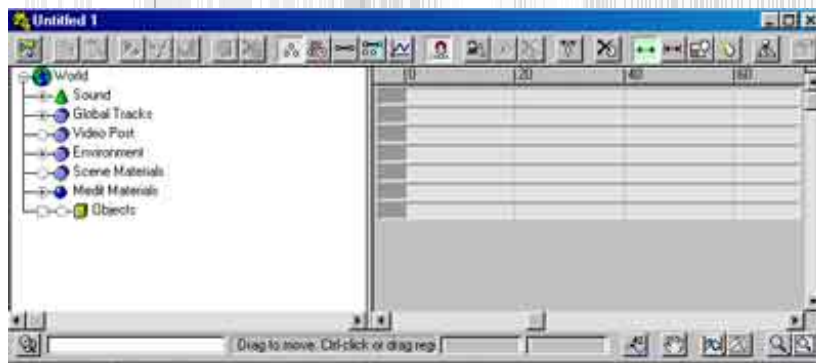 Untitled 1
0 20 40 60
World
Sound
Global Tracks
Video Post
Environment
Scene Materials
Medit Materials
Objects
Drag to move. Ctrl-click or drag regi